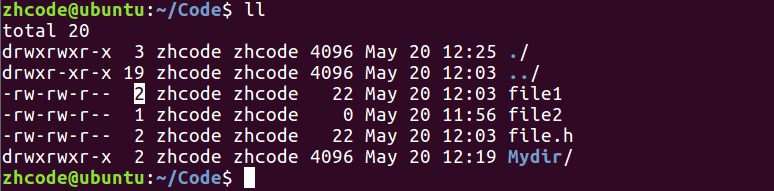 zhcode@ubuntu:~/Code$ ll
total 20
drwxrwxr-x  3 zhcode zhcode 4096 May 20 12:25 ./
drwxr-xr-x 19 zhcode zhcode 4096 May 20 12:03 ../
-rw-rw-r--  2 zhcode zhcode   22 May 20 12:03 file1
-rw-rw-r--  1 zhcode zhcode    0 May 20 11:56 file2
-rw-rw-r--  2 zhcode zhcode   22 May 20 12:03 file.h
drwxrwxr-x  2 zhcode zhcode 4096 May 20 12:19 Mydir/
zhcode@ubuntu:~/Code$